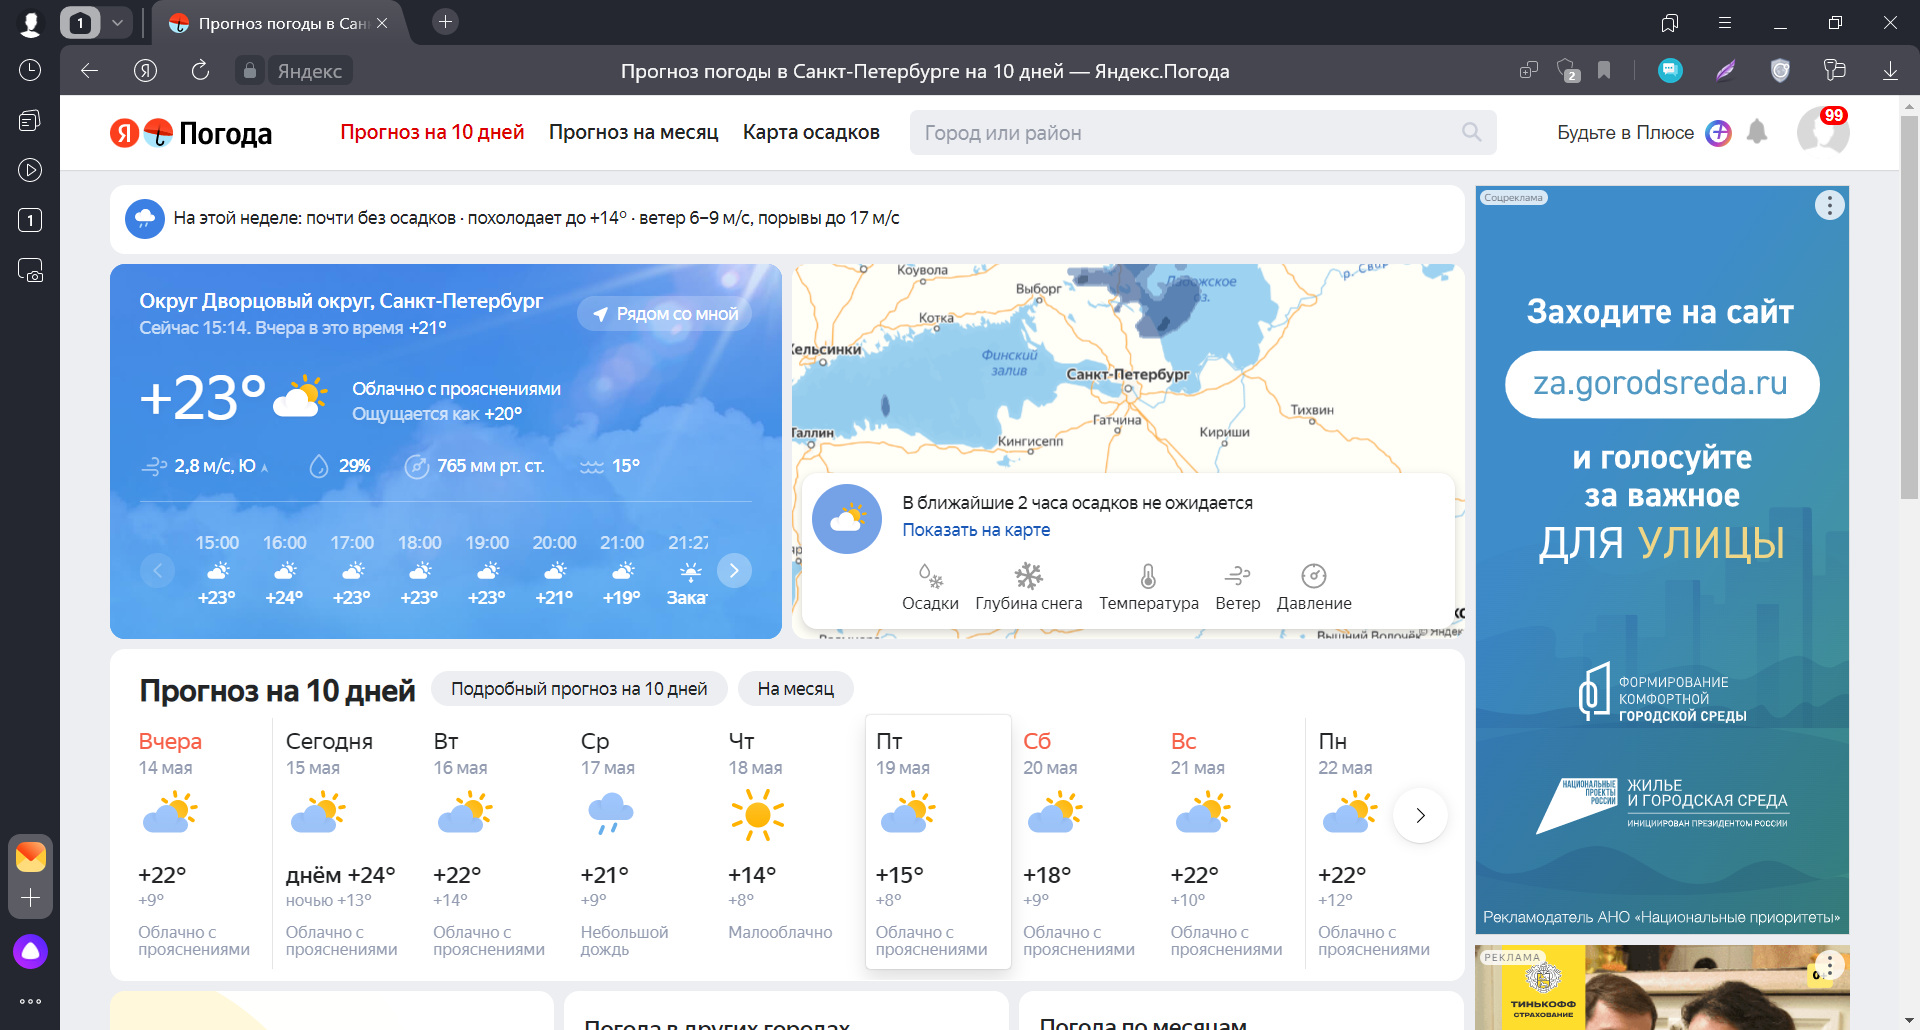 1
Прогноз погоды в Сан
Яндекс
Прогноз погоды в Санкт-Петербурге на 10 дней — Яндекс.Погода
2
1
Я Погода
Прогноз на 10 дней
Прогноз на месяц
Карта осадков
Город или район
Будьте в Плюсе
99
На этой неделе: почти без осадков · похолодает до +14° · ветер 6–9 м/с, порывы до 17 м/с
Округ Дворцовый округ, Санкт-Петербург
Сейчас 15:14. Вчера в это время +21°
Рядом со мной
+23°
Облачно с прояснениями
Ощущается как +20°
2,8 м/с, Ю
29%
765 мм рт. ст.
15°
15:00 16:00 17:00 18:00 19:00 20:00 21:00 21:27
+23° +24° +23° +23° +23° +21° +19° Закат
Коувола
Выборг
Ладожское
оз.
р. Свирь
Котка
Хельсинки
Финский
залив
Санкт-Петербург
Таллин
Кингисепп
Гатчина
Кириши
Тихвин
В ближайшие 2 часа осадков не ожидается
Показать на карте
Осадки
Глубина снега
Температура
Ветер
Давление
Вышний Волочёк
© Яндекс
Прогноз на 10 дней
Подробный прогноз на 10 дней
На месяц
Вчера Сегодня Вт Ср Чт Пт Сб Вс Пн
14 мая 15 мая 16 мая 17 мая 18 мая 19 мая 20 мая 21 мая 22 мая
+22° днём +24° +22° +21° +14° +15° +18° +22° +22°
+9° ночью +13° +14° +9° +8° +8° +9° +10° +12°
Облачно с Облачно с Облачно с Небольшой Малооблачно Облачно с Облачно с Облачно с Облачно с
прояснениями прояснениями прояснениями дождь прояснениями прояснениями прояснениями прояснениями
Погода в других городах
Погода по месяцам
Соцреклама
Заходите на сайт
za.gorodsreda.ru
и голосуйте
за важное
ДЛЯ УЛИЦЫ
ФОРМИРОВАНИЕ
КОМФОРТНОЙ
ГОРОДСКОЙ СРЕДЫ
НАЦИОНАЛЬНЫЕ
ПРОЕКТЫ
РОССИИ
ЖИЛЬЕ
И ГОРОДСКАЯ СРЕДА
ИНИЦИИРОВАН ПРЕЗИДЕНТОМ РОССИИ
Рекламодатель АНО «Национальные приоритеты»
РЕКЛАМА
ТИНЬКОФФ
СТРАХОВАНИЕ